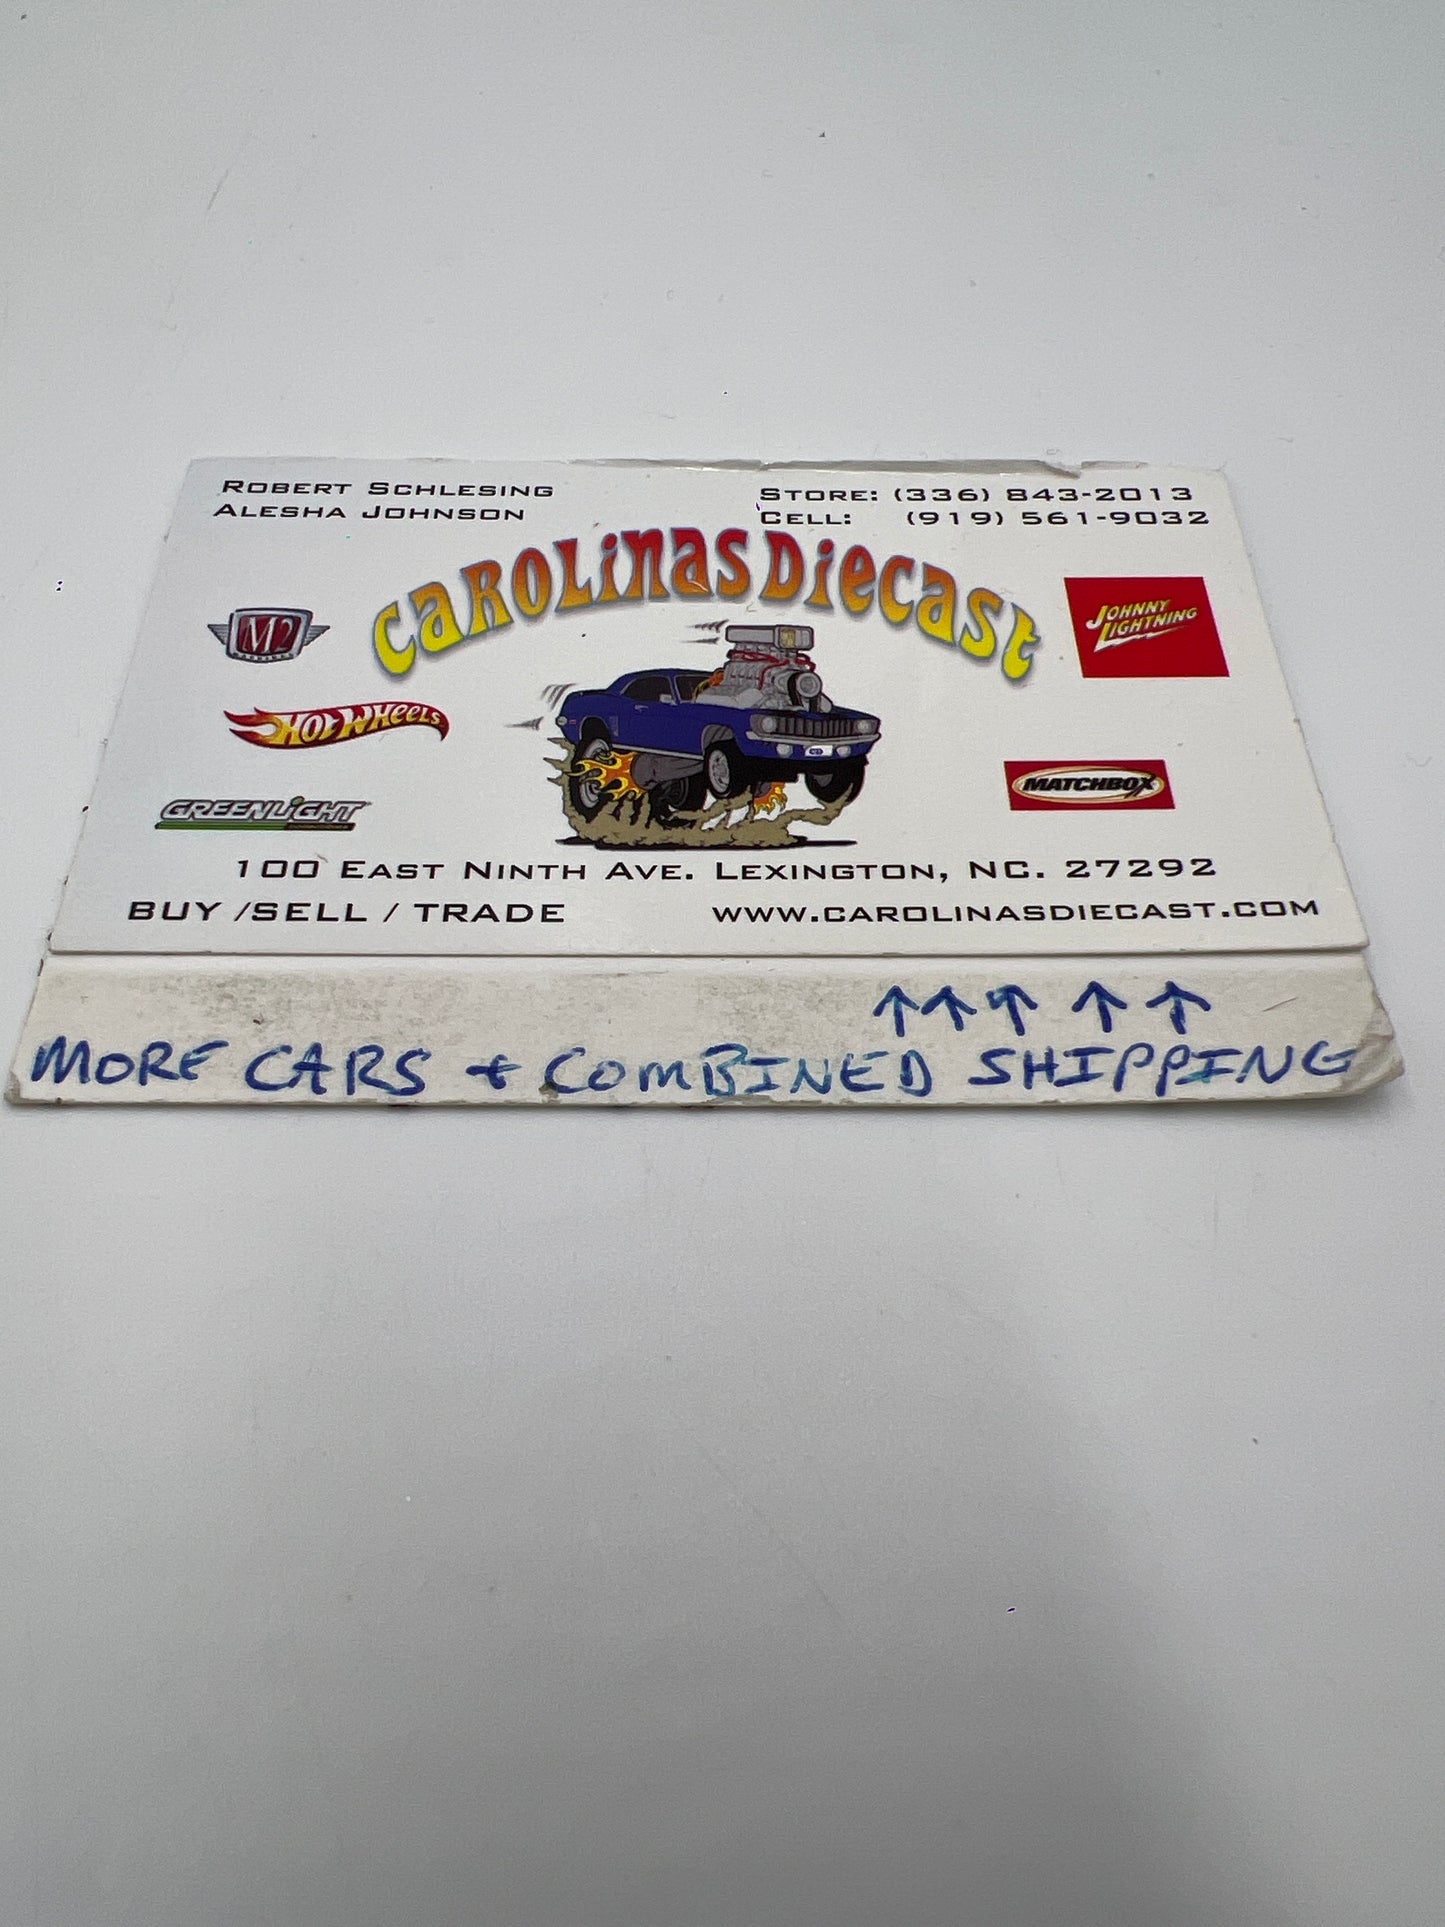 ROBERT SCHLESING
ALESHA JOHNSON
STORE: (336) 843-2013
CELL: (919) 561-9032
CAROLINAS DIECAST
M2
HOT WHEELS
GREENLIGHT
JOHNNY
LIGHTNING
MATCHBOX
100 EAST NINTH AVE. LEXINGTON, NC. 27292
BUY /SELL / TRADE
WWW.CAROLINASDIECAST.COM
↑ ↑ ↑ ↑ ↑
MORE CARS + COMBINED SHIPPING